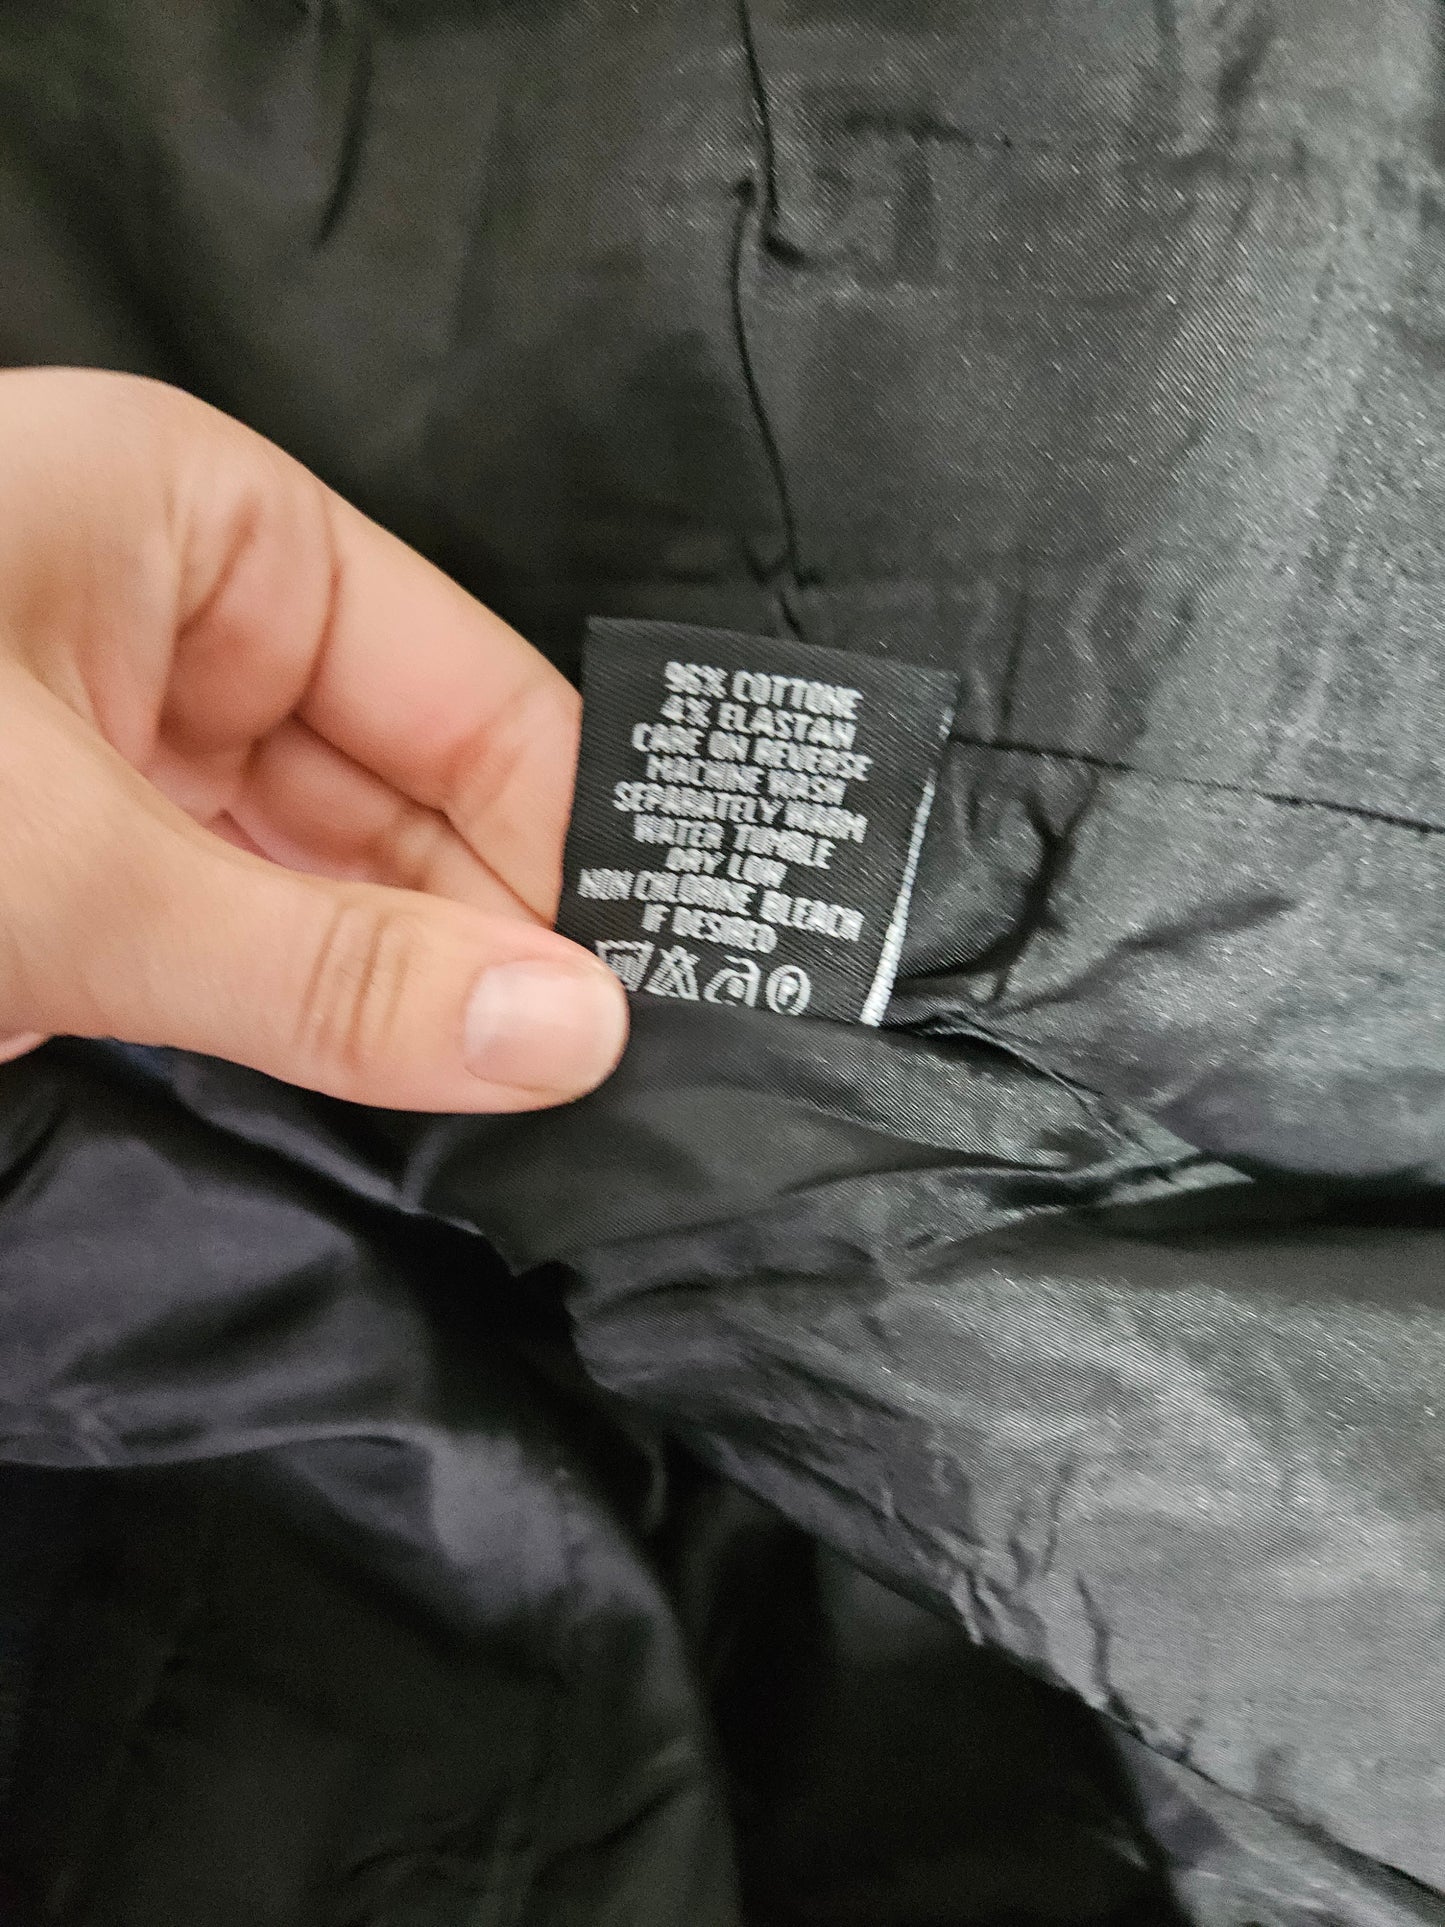 96% COTTONE
4% ELASTAN
CARE ON REVERSE
MACHINE WASH
SEPARATELY WARM
WATER TUMBLE
DRY LOW
NON CHLORINE BLEACH
IF DESIRED
P